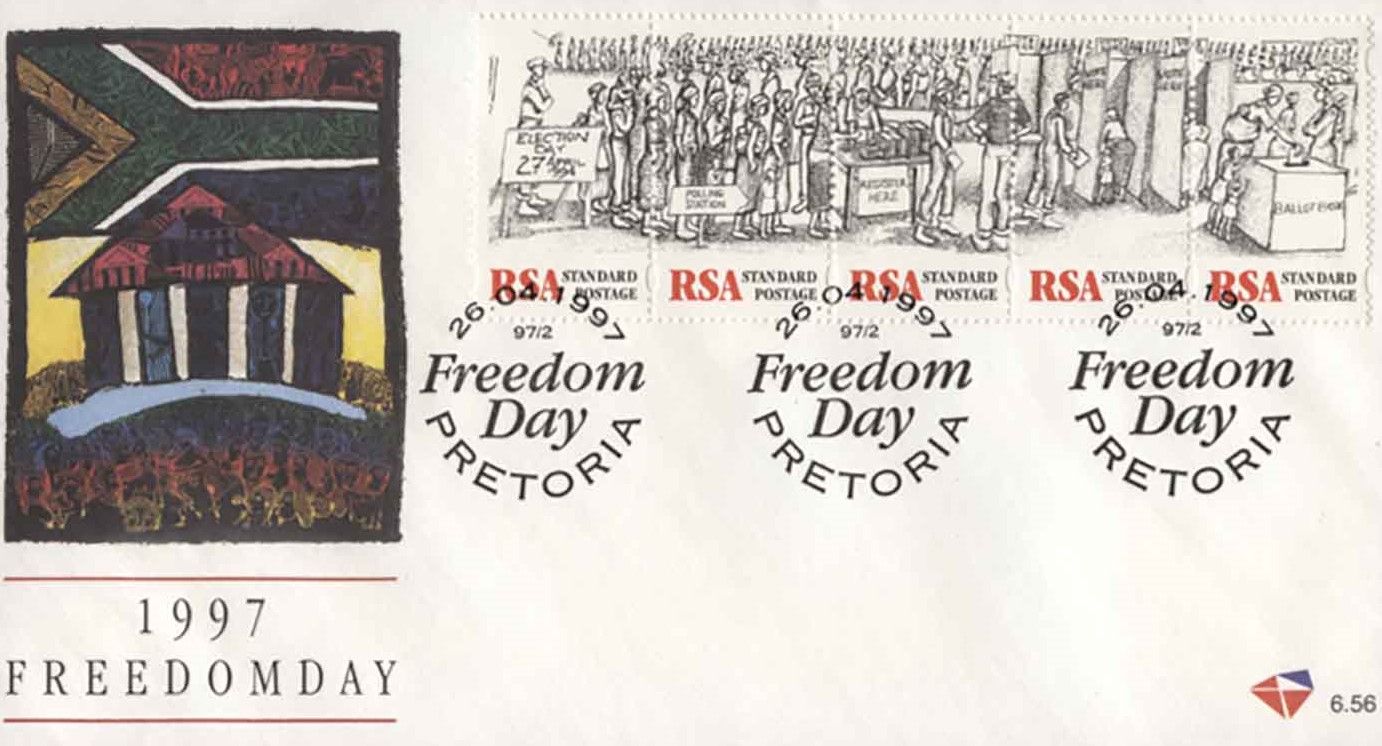 ELECTION
DAY
27 APRIL
1994
POLLING
STATION
REGISTER
HERE
BALLOT BOX
RSA STANDARD POSTAGE
RSA STANDARD POSTAGE
RSA STANDARD POSTAGE
RSA STANDARD POSTAGE
RSA STANDARD POSTAGE
26.04.1997
97/2
Freedom
Day
PRETORIA
26.04.1997
97/2
Freedom
Day
PRETORIA
26.04.1997
97/2
Freedom
Day
PRETORIA
1997
FREEDOMDAY
6.56